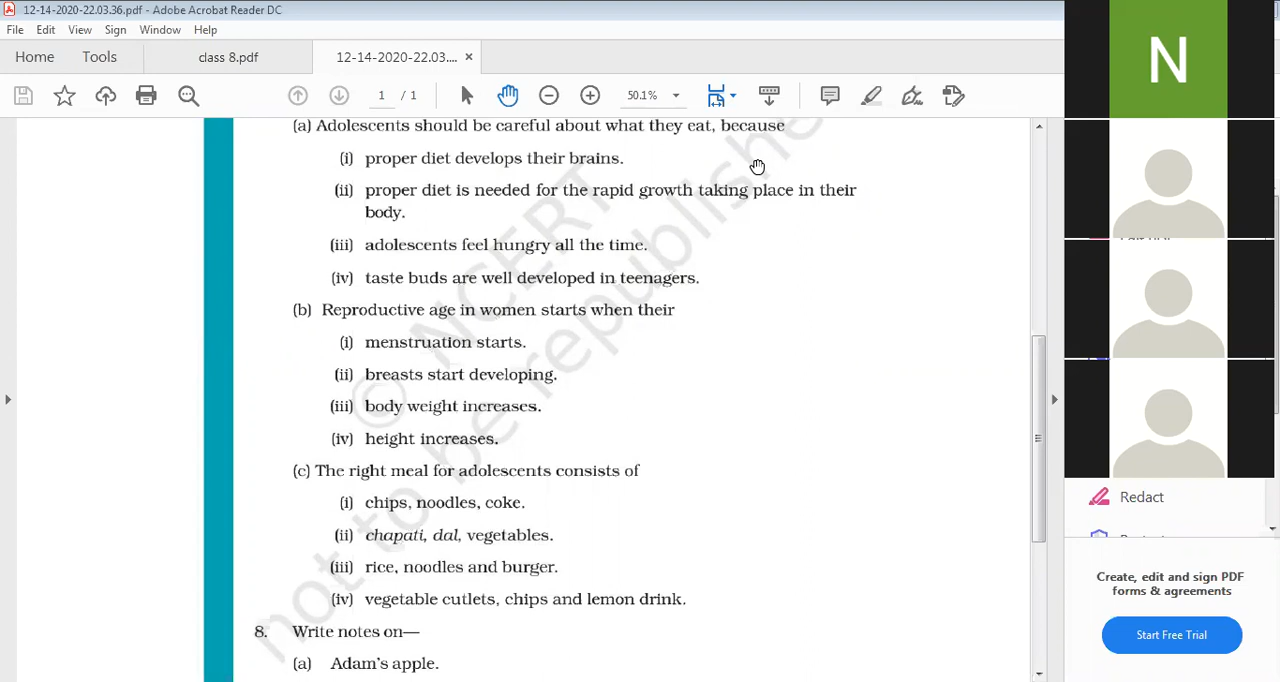 12-14-2020-22.03.36.pdf - Adobe Acrobat Reader DC
File Edit View Sign Window Help
Home Tools class 8.pdf 12-14-2020-22.03.... ×
1 / 1 50.1%
(a) Adolescents should be careful about what they eat, because
(i) proper diet develops their brains.
(ii) proper diet is needed for the rapid growth taking place in their
body.
(iii) adolescents feel hungry all the time.
(iv) taste buds are well developed in teenagers.
(b) Reproductive age in women starts when their
(i) menstruation starts.
(ii) breasts start developing.
(iii) body weight increases.
(iv) height increases.
(c) The right meal for adolescents consists of
(i) chips, noodles, coke.
(ii) chapati, dal, vegetables.
(iii) rice, noodles and burger.
(iv) vegetable cutlets, chips and lemon drink.
8. Write notes on—
(a) Adam's apple.
© NCERT
not to be republished
N
Redact
Create, edit and sign PDF
forms & agreements
Start Free Trial